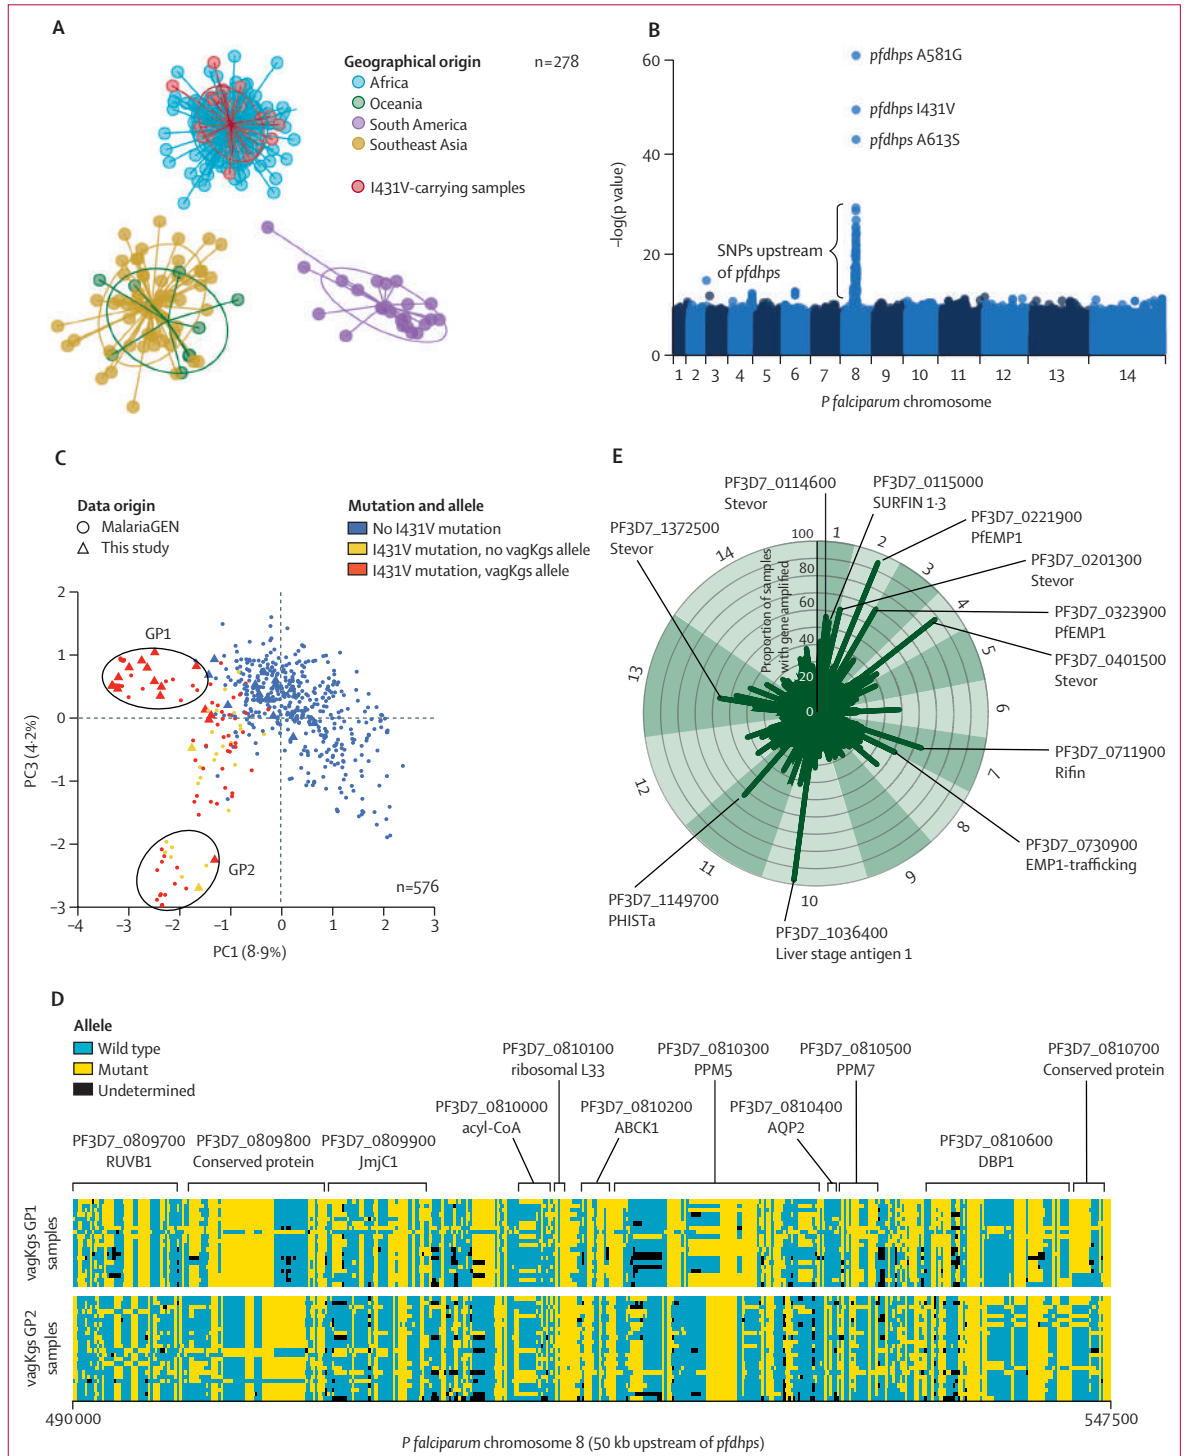 A
Geographical origin n=278
Africa
Oceania
South America
Southeast Asia
I431V-carrying samples
B
60
40
20
0
–log(p value)
pfdhps A581G
pfdhps I431V
pfdhps A613S
SNPs upstream
of pfdhps
1 2 3 4 5 6 7 8 9 10 11 12 13 14
P falciparum chromosome
C
Data origin
MalariaGEN
This study
Mutation and allele
No I431V mutation
I431V mutation, no vagKgs allele
I431V mutation, vagKgs allele
2
1
0
–1
–2
–3
PC3 (4·2%)
GP1
GP2
n=576
–4 –3 –2 –1 0 1 2 3
PC1 (8·9%)
E
PF3D7_0114600
Stevor
PF3D7_0115000
SURFIN 1·3
PF3D7_0221900
PfEMP1
PF3D7_0201300
Stevor
PF3D7_0323900
PfEMP1
PF3D7_0401500
Stevor
PF3D7_0711900
Rifin
PF3D7_0730900
EMP1-trafficking
PF3D7_1036400
Liver stage antigen 1
PF3D7_1149700
PHISTa
PF3D7_1372500
Stevor
100
80
60
40
20
0
Proportion of samples
with gene amplified
1
2
3
4
5
6
7
8
9
10
11
12
13
14
D
Allele
Wild type
Mutant
Undetermined
PF3D7_0809700
RUVB1
PF3D7_0809800
Conserved protein
PF3D7_0809900
JmjC1
PF3D7_0810000
acyl-CoA
PF3D7_0810100
ribosomal L33
PF3D7_0810200
ABCK1
PF3D7_0810300
PPM5
PF3D7_0810400
AQP2
PF3D7_0810500
PPM7
PF3D7_0810600
DBP1
PF3D7_0810700
Conserved protein
vagKgs GP1
samples
vagKgs GP2
samples
490 000 547 500
P falciparum chromosome 8 (50 kb upstream of pfdhps)